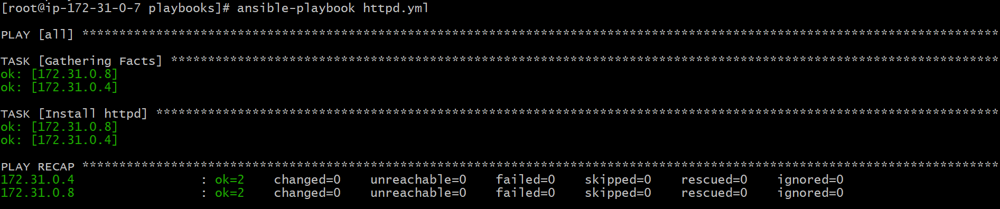 [root@ip-172-31-0-7 playbooks]# ansible-playbook httpd.yml
PLAY [all] ****************************************************************************************************************************
TASK [Gathering Facts] ****************************************************************************************************************
ok: [172.31.0.8]
ok: [172.31.0.4]
TASK [Install httpd] ******************************************************************************************************************
ok: [172.31.0.8]
ok: [172.31.0.4]
PLAY RECAP ****************************************************************************************************************************
172.31.0.4                 : ok=2    changed=0    unreachable=0    failed=0    skipped=0    rescued=0    ignored=0
172.31.0.8                 : ok=2    changed=0    unreachable=0    failed=0    skipped=0    rescued=0    ignored=0